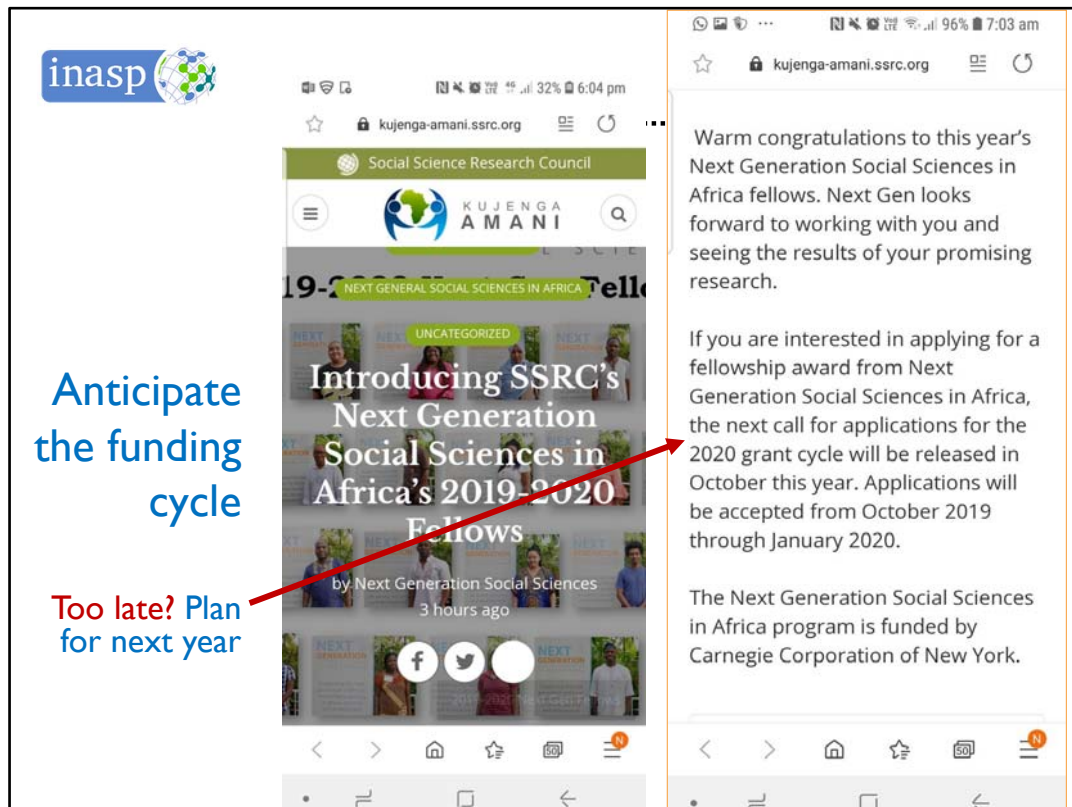 inasp
Anticipate
the funding
cycle
Too late? Plan
for next year
32% 6:04 pm
kujenga-amani.ssrc.org
Social Science Research Council
KUJENGA
AMANI
NEXT GENERAL SOCIAL SCIENCES IN AFRICA
UNCATEGORIZED
Introducing SSRC's
Next Generation
Social Sciences in
Africa's 2019-2020
Fellows
by Next Generation Social Sciences
3 hours ago
50
N
96% 7:03 am
kujenga-amani.ssrc.org
Warm congratulations to this year's
Next Generation Social Sciences in
Africa fellows. Next Gen looks
forward to working with you and
seeing the results of your promising
research.
If you are interested in applying for a
fellowship award from Next
Generation Social Sciences in Africa,
the next call for applications for the
2020 grant cycle will be released in
October this year. Applications will
be accepted from October 2019
through January 2020.
The Next Generation Social Sciences
in Africa program is funded by
Carnegie Corporation of New York.
50
N